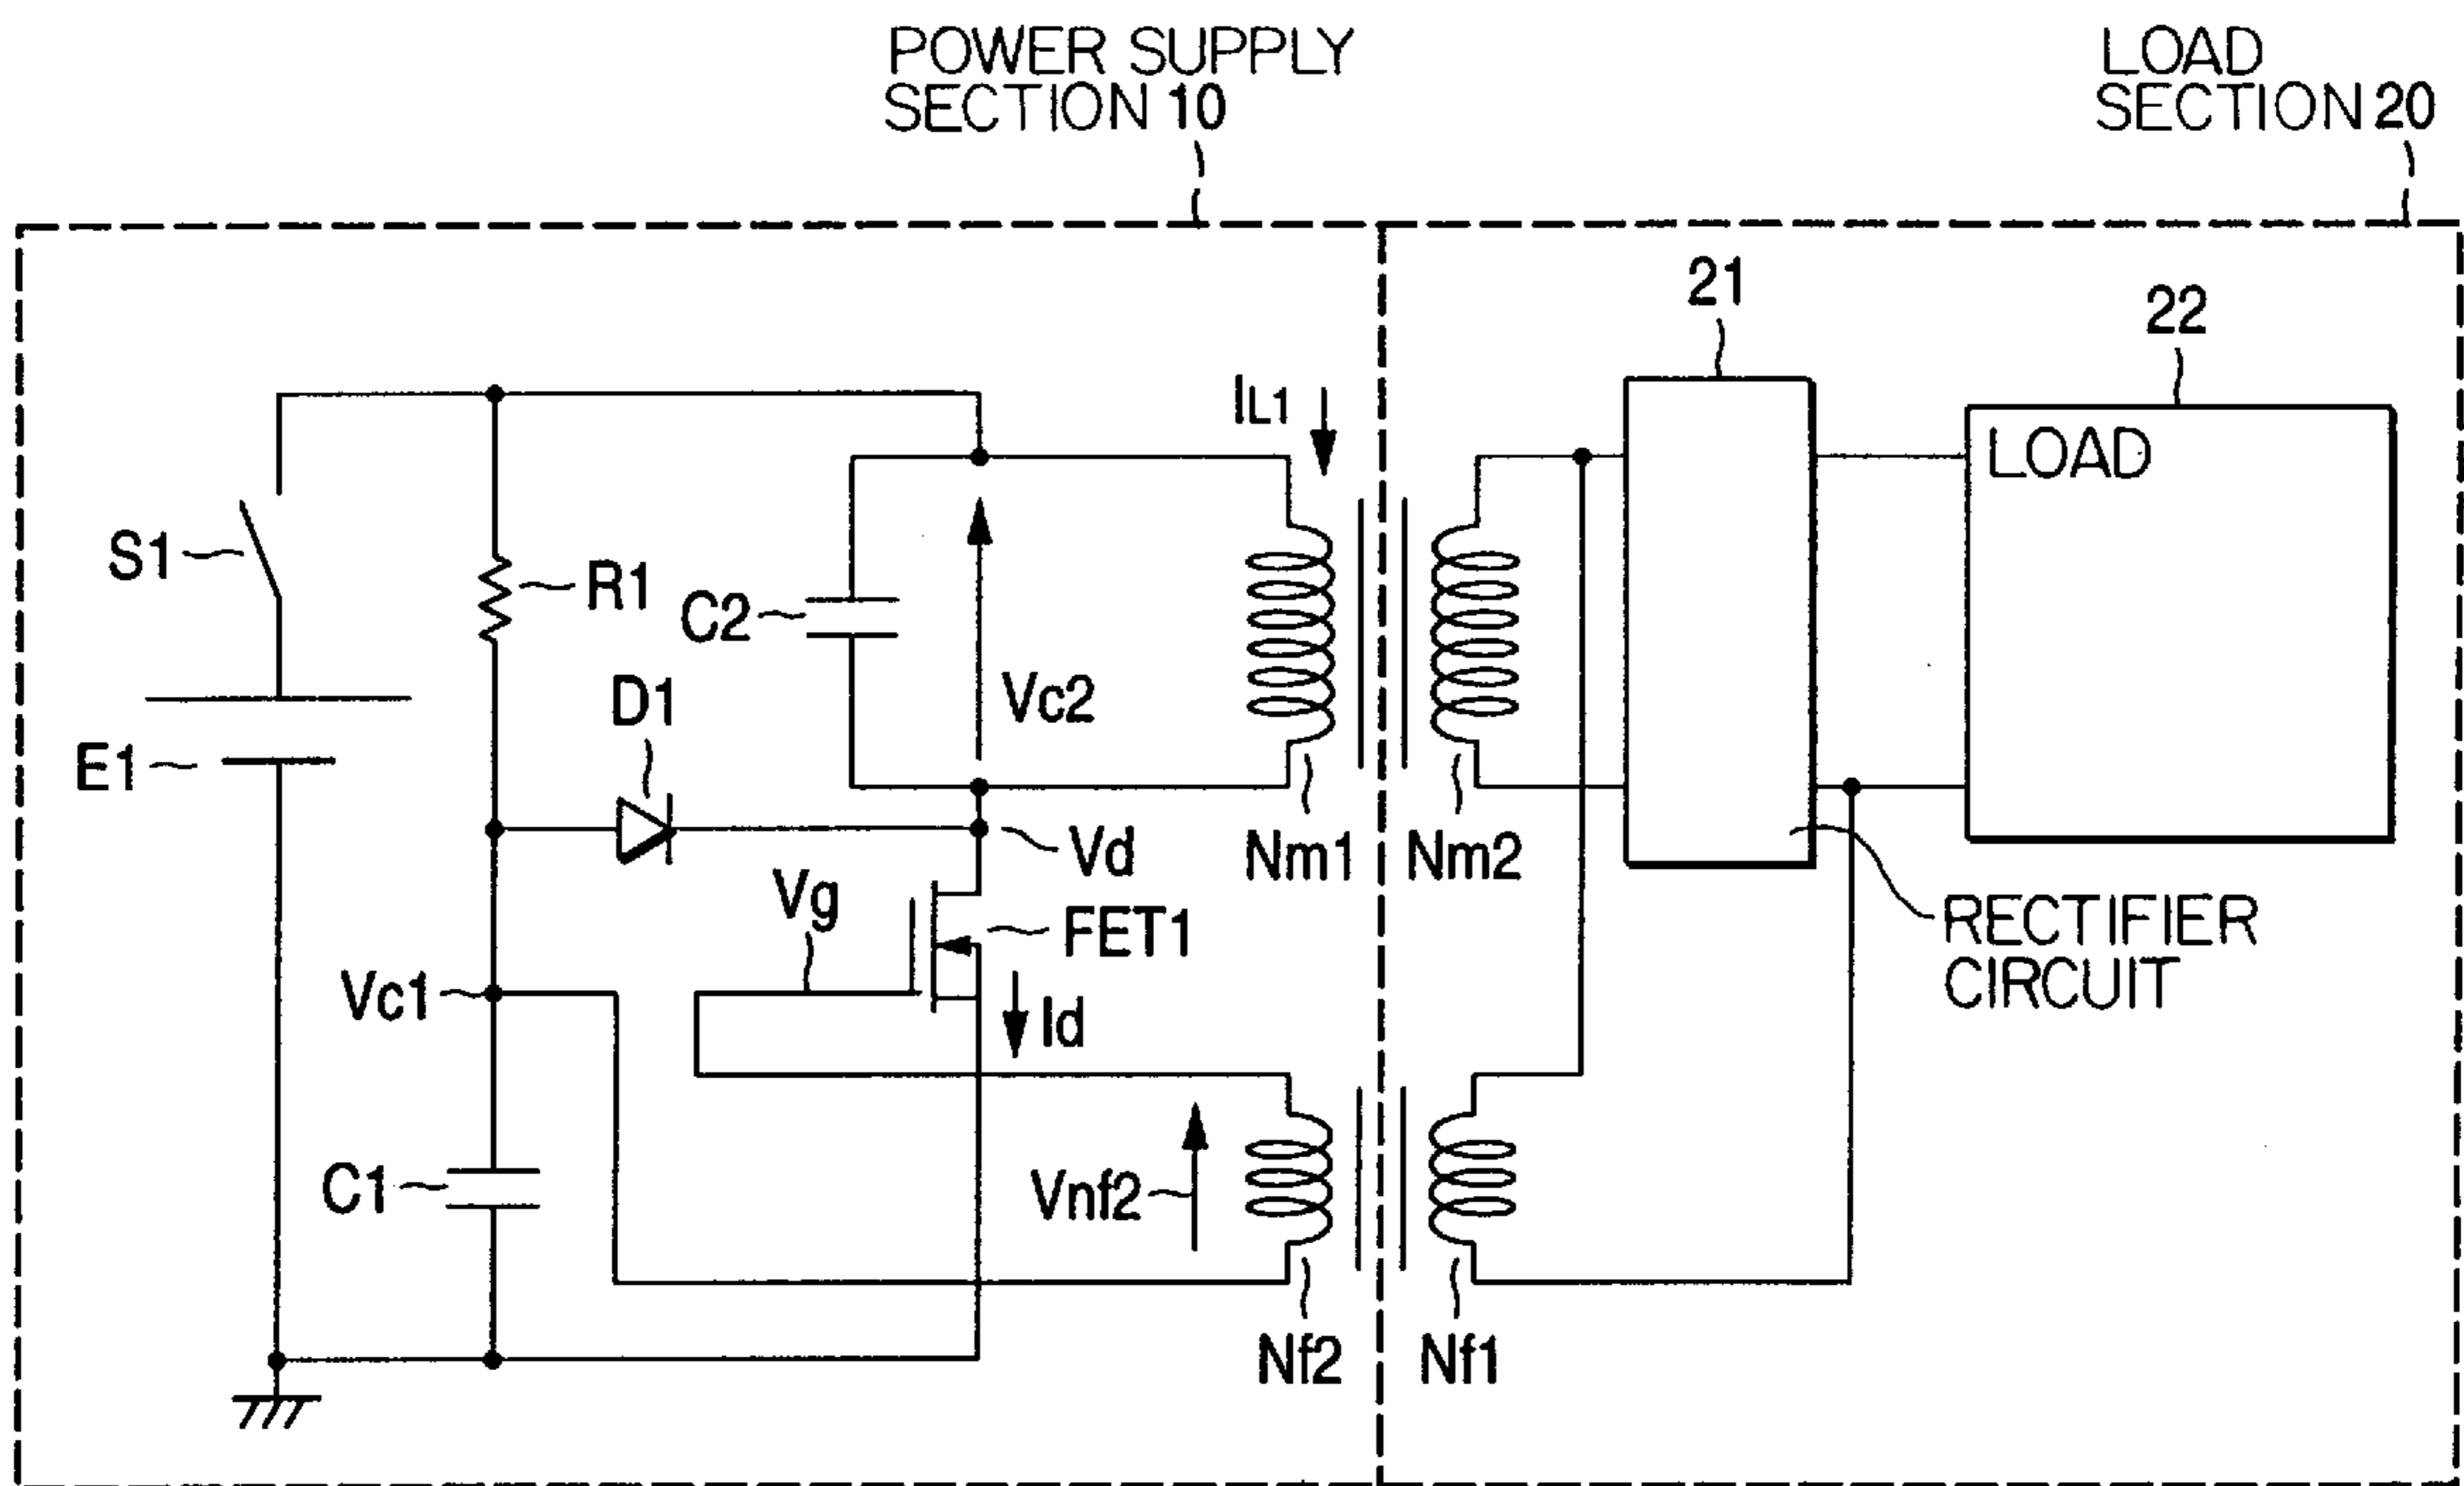 POWER SUPPLY
SECTION 10
LOAD
SECTION 20
21
22
IL1
LOAD
S1
R1
C2
D1
Vc2
E1
Vd
Nm1
Nm2
Vg
FET1
RECTIFIER
CIRCUIT
Vc1
Id
C1
Vnf2
Nf2
Nf1